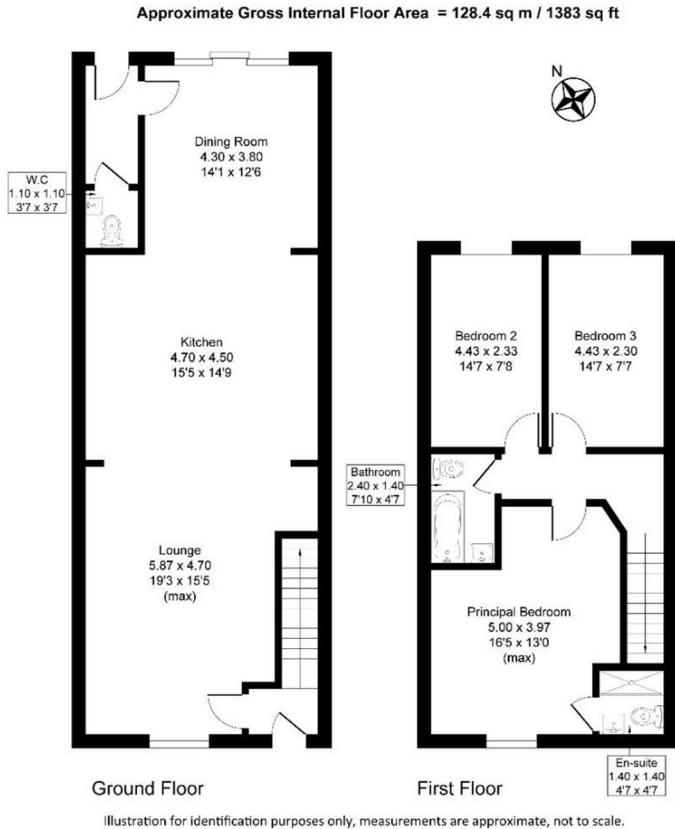 Approximate Gross Internal Floor Area = 128.4 sq m / 1383 sq ft
N
Dining Room
4.30 x 3.80
14'1 x 12'6
W.C
1.10 x 1.10
3'7 x 3'7
Kitchen
4.70 x 4.50
15'5 x 14'9
Lounge
5.87 x 4.70
19'3 x 15'5
(max)
Ground Floor
Bedroom 2
4.43 x 2.33
14'7 x 7'8
Bedroom 3
4.43 x 2.30
14'7 x 7'7
Bathroom
2.40 x 1.40
7'10 x 4'7
Principal Bedroom
5.00 x 3.97
16'5 x 13'0
(max)
En-suite
1.40 x 1.40
4'7 x 4'7
First Floor
Illustration for identification purposes only, measurements are approximate, not to scale.